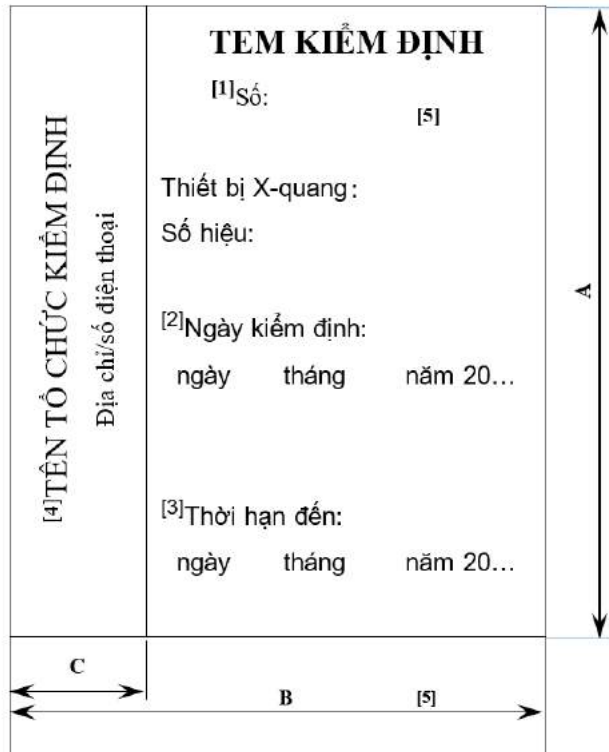 TEM KIỂM ĐỊNH
[1]Số:
[5]
Thiết bị X-quang:
Số hiệu:
[2]Ngày kiểm định:
ngày tháng năm 20...
[3]Thời hạn đến:
ngày tháng năm 20...
[4]TÊN TỔ CHỨC KIỂM ĐỊNH
Địa chỉ/số điện thoại
A
C
B
[5]